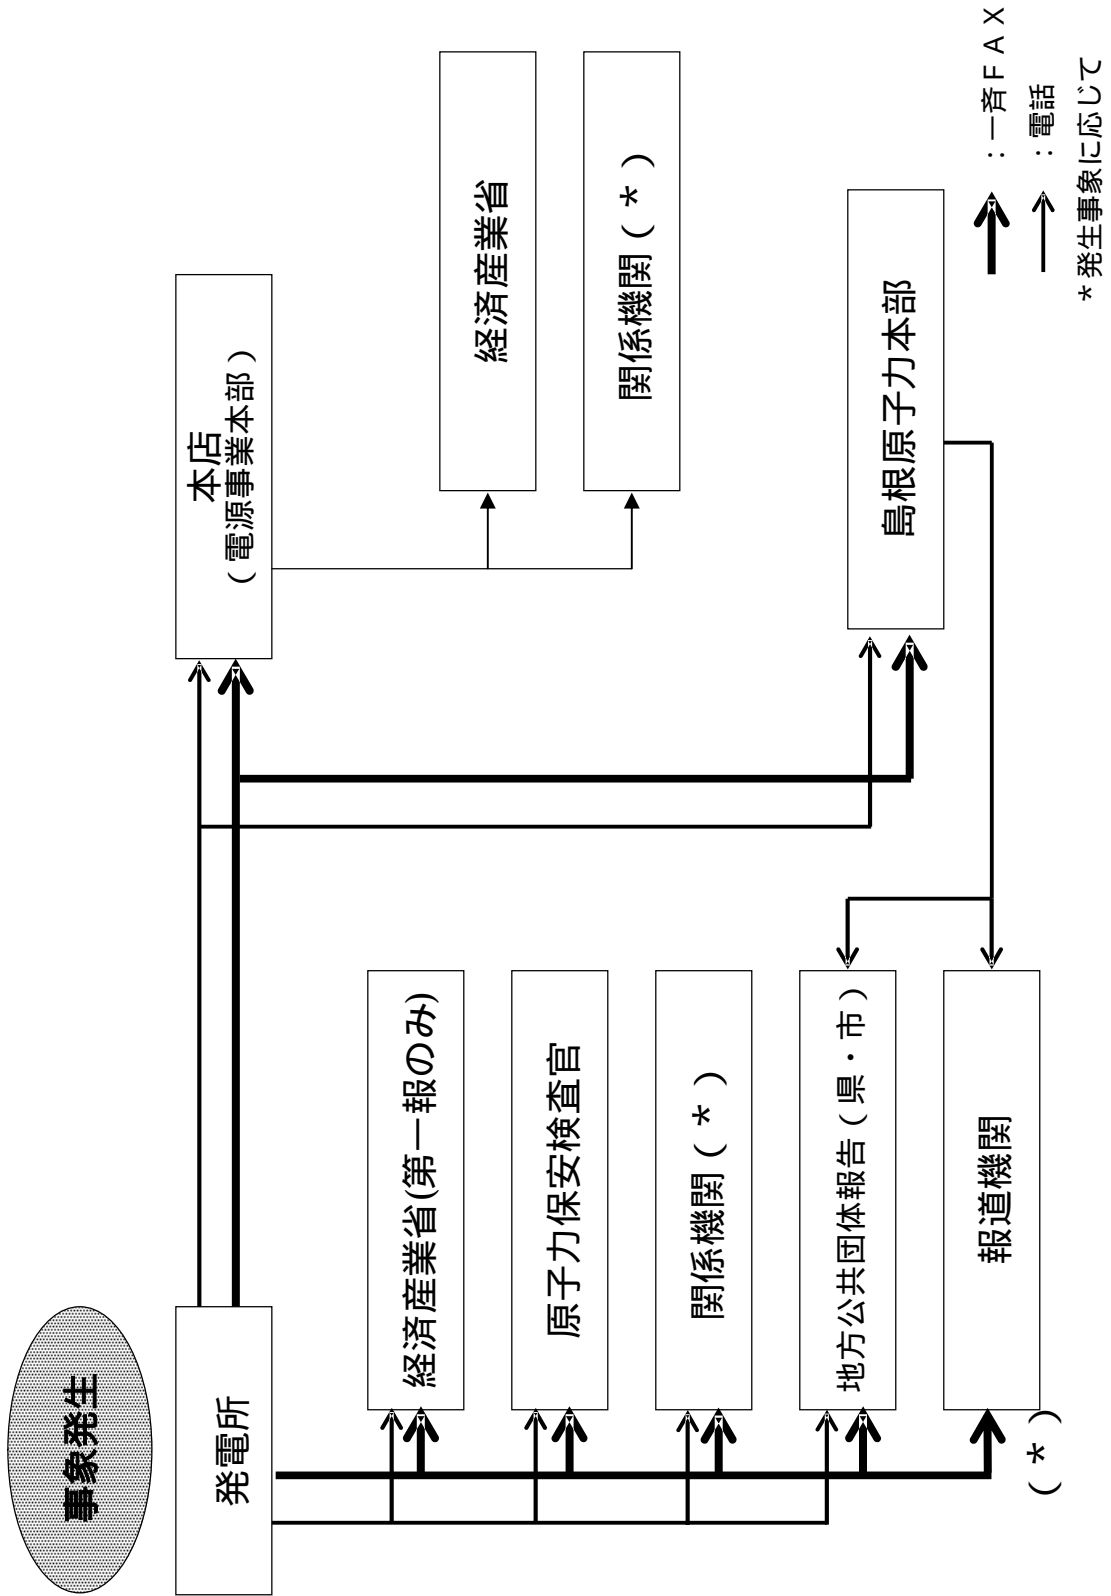 事象発生
発電所
本店
（電源事業本部）
経済産業省
関係機関（＊）
経済産業省(第一報のみ)
原子力保安検査官
関係機関（＊）
地方公共団体報告（県・市）
報道機関
（＊）
島根原子力本部
：一斉ＦＡＸ
：電話
＊発生事象に応じて